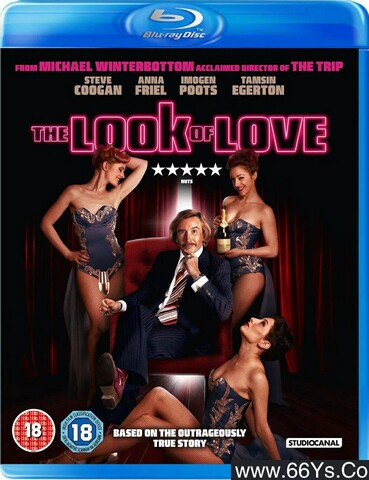 Blu-ray Disc
FROM MICHAEL WINTERBOTTOM ACCLAIMED DIRECTOR OF THE TRIP
STEVE COOGAN
ANNA FRIEL
IMOGEN POOTS
TAMSIN EGERTON
THE LOOK OF LOVE
★★★★★
NUTS
18
18
BASED ON THE OUTRAGEOUSLY
TRUE STORY
STUDIOCANAL
www.66Ys.Co